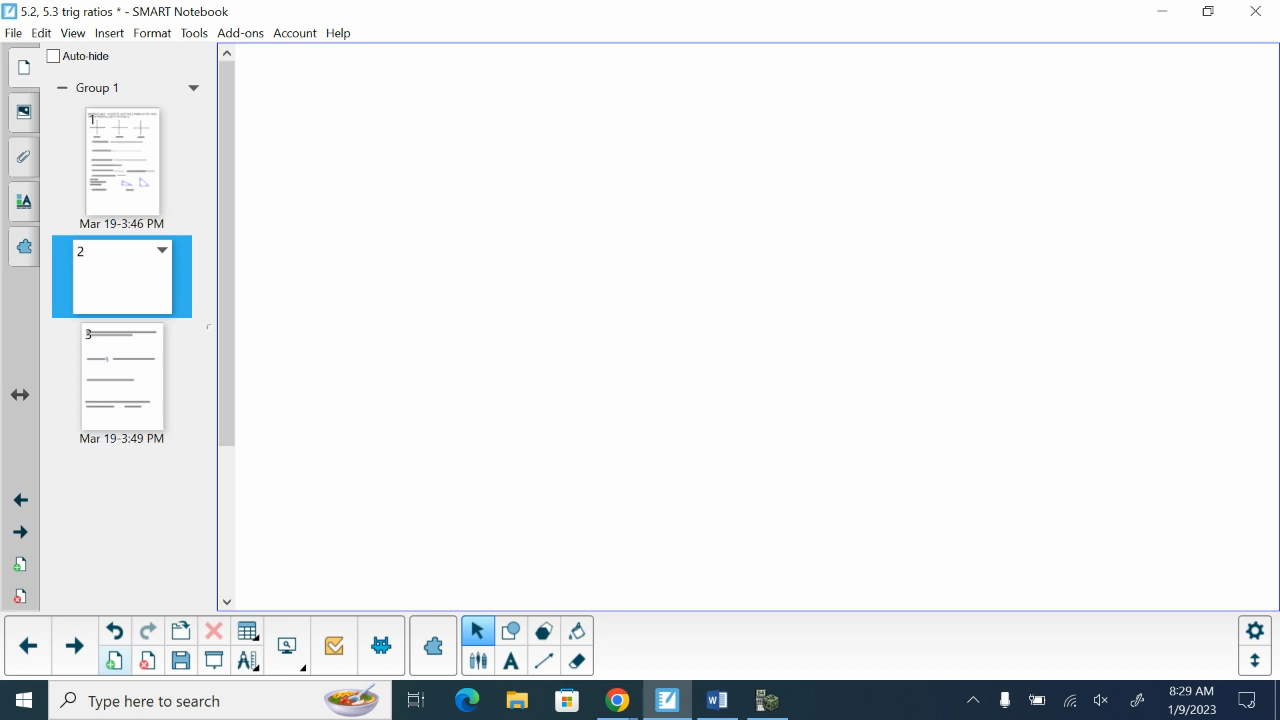 5.2, 5.3 trig ratios * - SMART Notebook
File Edit View Insert Format Tools Add-ons Account Help
Auto-hide
Group 1
1
Mar 19-3:46 PM
2
3
Mar 19-3:49 PM
Type here to search
8:29 AM
1/9/2023